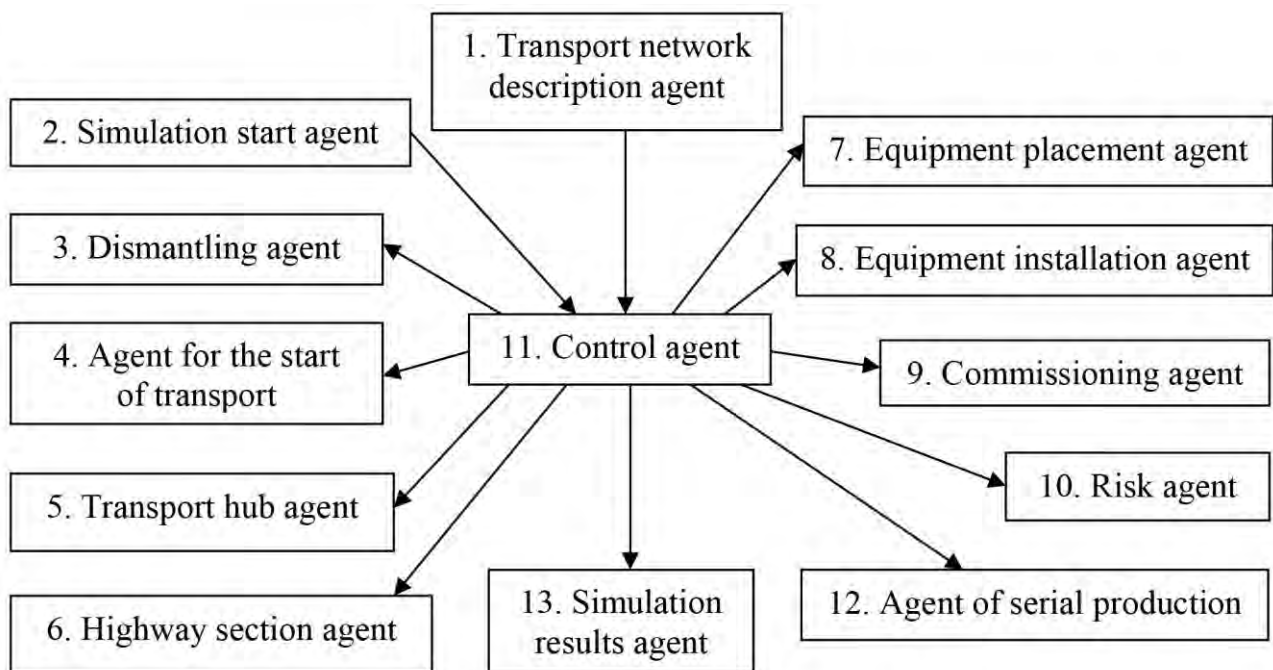 1. Transport network
description agent
2. Simulation start agent
3. Dismantling agent
4. Agent for the start
of transport
5. Transport hub agent
6. Highway section agent
7. Equipment placement agent
8. Equipment installation agent
9. Commissioning agent
10. Risk agent
11. Control agent
12. Agent of serial production
13. Simulation
results agent